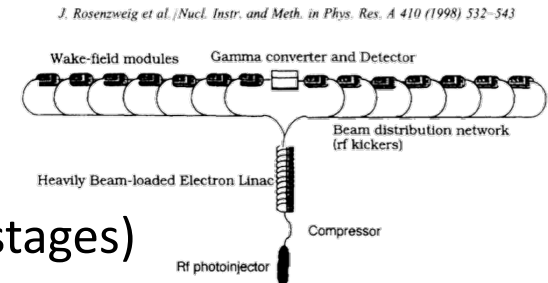 J. Rosenzweig et al. /Nucl. Instr. and Meth. in Phys. Res. A 410 (1998) 532–543
Wake-field modules
Gamma converter and Detector
Beam distribution network
(rf kickers)
Heavily Beam-loaded Electron Linac
stages)
Compressor
Rf photoinjector